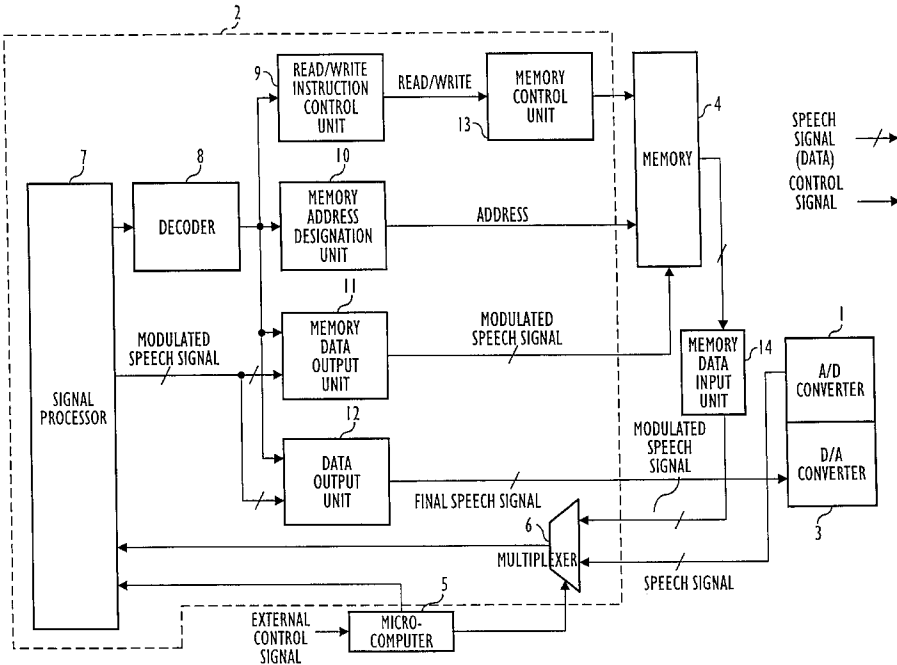 2
9
READ/WRITE
INSTRUCTION
CONTROL
UNIT
READ/WRITE
MEMORY
CONTROL
UNIT
13
4
MEMORY
SPEECH
SIGNAL
(DATA)
CONTROL
SIGNAL
7
SIGNAL
PROCESSOR
8
DECODER
10
MEMORY
ADDRESS
DESIGNATION
UNIT
ADDRESS
11
MEMORY
DATA
OUTPUT
UNIT
MODULATED
SPEECH SIGNAL
MODULATED
SPEECH SIGNAL
MEMORY
DATA
INPUT
UNIT
14
1
A/D
CONVERTER
D/A
CONVERTER
3
12
DATA
OUTPUT
UNIT
FINAL SPEECH SIGNAL
MODULATED
SPEECH
SIGNAL
6
MULTIPLEXER
SPEECH SIGNAL
5
MICRO-
COMPUTER
EXTERNAL
CONTROL
SIGNAL